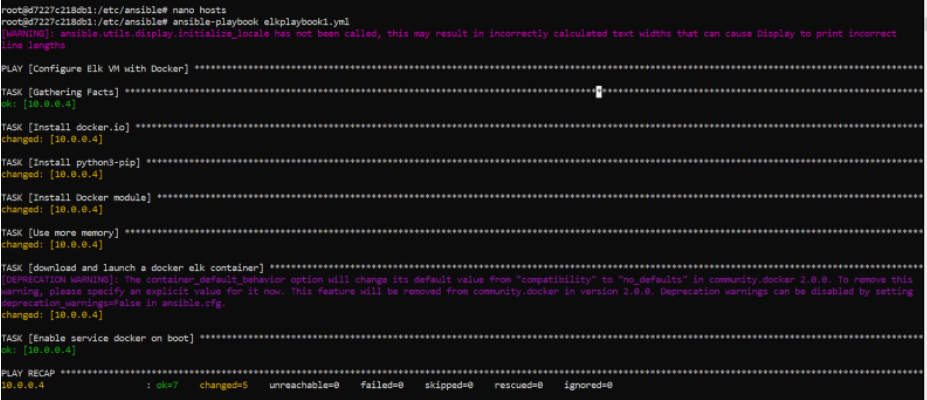 root@d7227c218db1:/etc/ansible# nano hosts
root@d7227c218db1:/etc/ansible# ansible-playbook elkplaybook1.yml
[WARNING]: ansible.utils.display.initialize_locale has not been called, this may result in incorrectly calculated text widths that can cause Display to print incorrect
line lengths
PLAY [Configure Elk VM with Docker] ****************************************************************
TASK [Gathering Facts] ****************************************************************
ok: [10.0.0.4]
TASK [Install docker.io] ****************************************************************
changed: [10.0.0.4]
TASK [Install python3-pip] ****************************************************************
changed: [10.0.0.4]
TASK [Install Docker module] ****************************************************************
changed: [10.0.0.4]
TASK [Use more memory] ****************************************************************
changed: [10.0.0.4]
TASK [download and launch a docker elk container] ****************************************************************
[DEPRECATION WARNING]: The container_default_behavior option will change its default value from "compatibility" to "no_defaults" in community.docker 2.0.0. To remove this
warning, please specify an explicit value for it now. This feature will be removed from community.docker in version 2.0.0. Deprecation warnings can be disabled by setting
deprecation_warnings=False in ansible.cfg.
changed: [10.0.0.4]
TASK [Enable service docker on boot] ****************************************************************
ok: [10.0.0.4]
PLAY RECAP ****************************************************************
10.0.0.4 : ok=7 changed=5 unreachable=0 failed=0 skipped=0 rescued=0 ignored=0